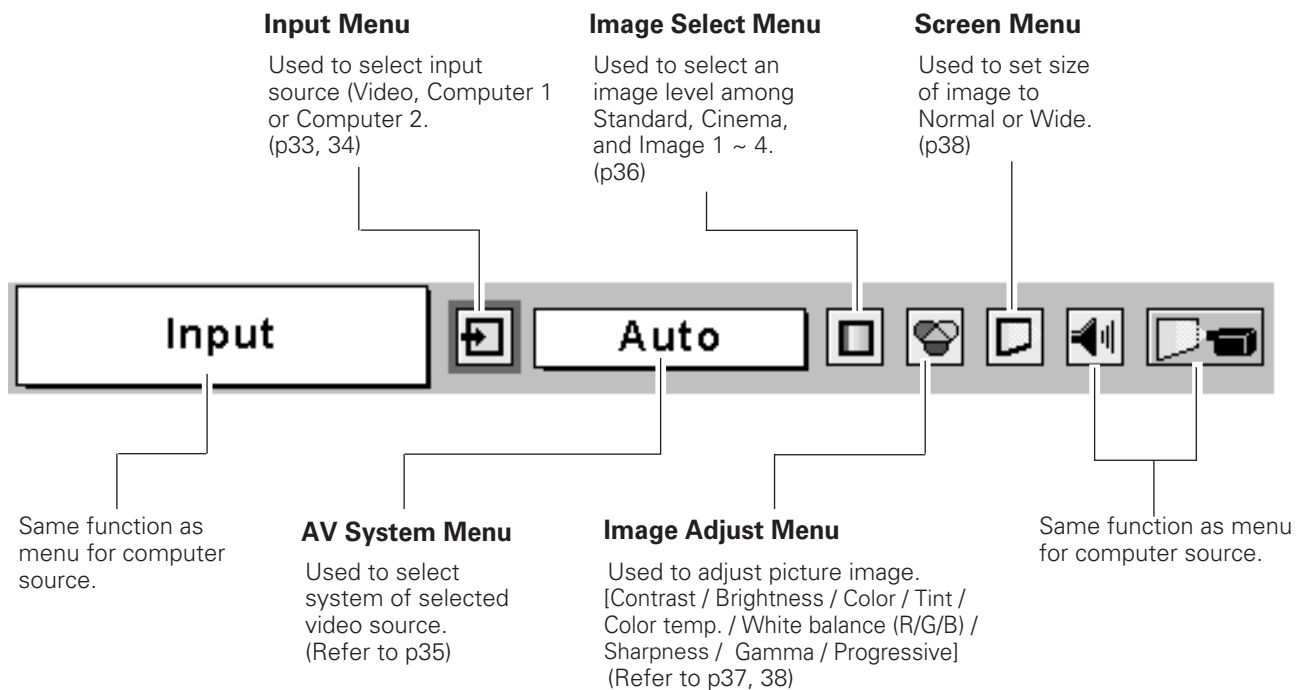 Input Menu
Used to select input
source (Video, Computer 1
or Computer 2.
(p33, 34)
Image Select Menu
Used to select an
image level among
Standard, Cinema,
and Image 1 ~ 4.
(p36)
Screen Menu
Used to set size
of image to
Normal or Wide.
(p38)
Input
Auto
Same function as
menu for computer
source.
AV System Menu
Used to select
system of selected
video source.
(Refer to p35)
Image Adjust Menu
Used to adjust picture image.
[Contrast / Brightness / Color / Tint /
Color temp. / White balance (R/G/B) /
Sharpness / Gamma / Progressive]
(Refer to p37, 38)
Same function as menu
for computer source.